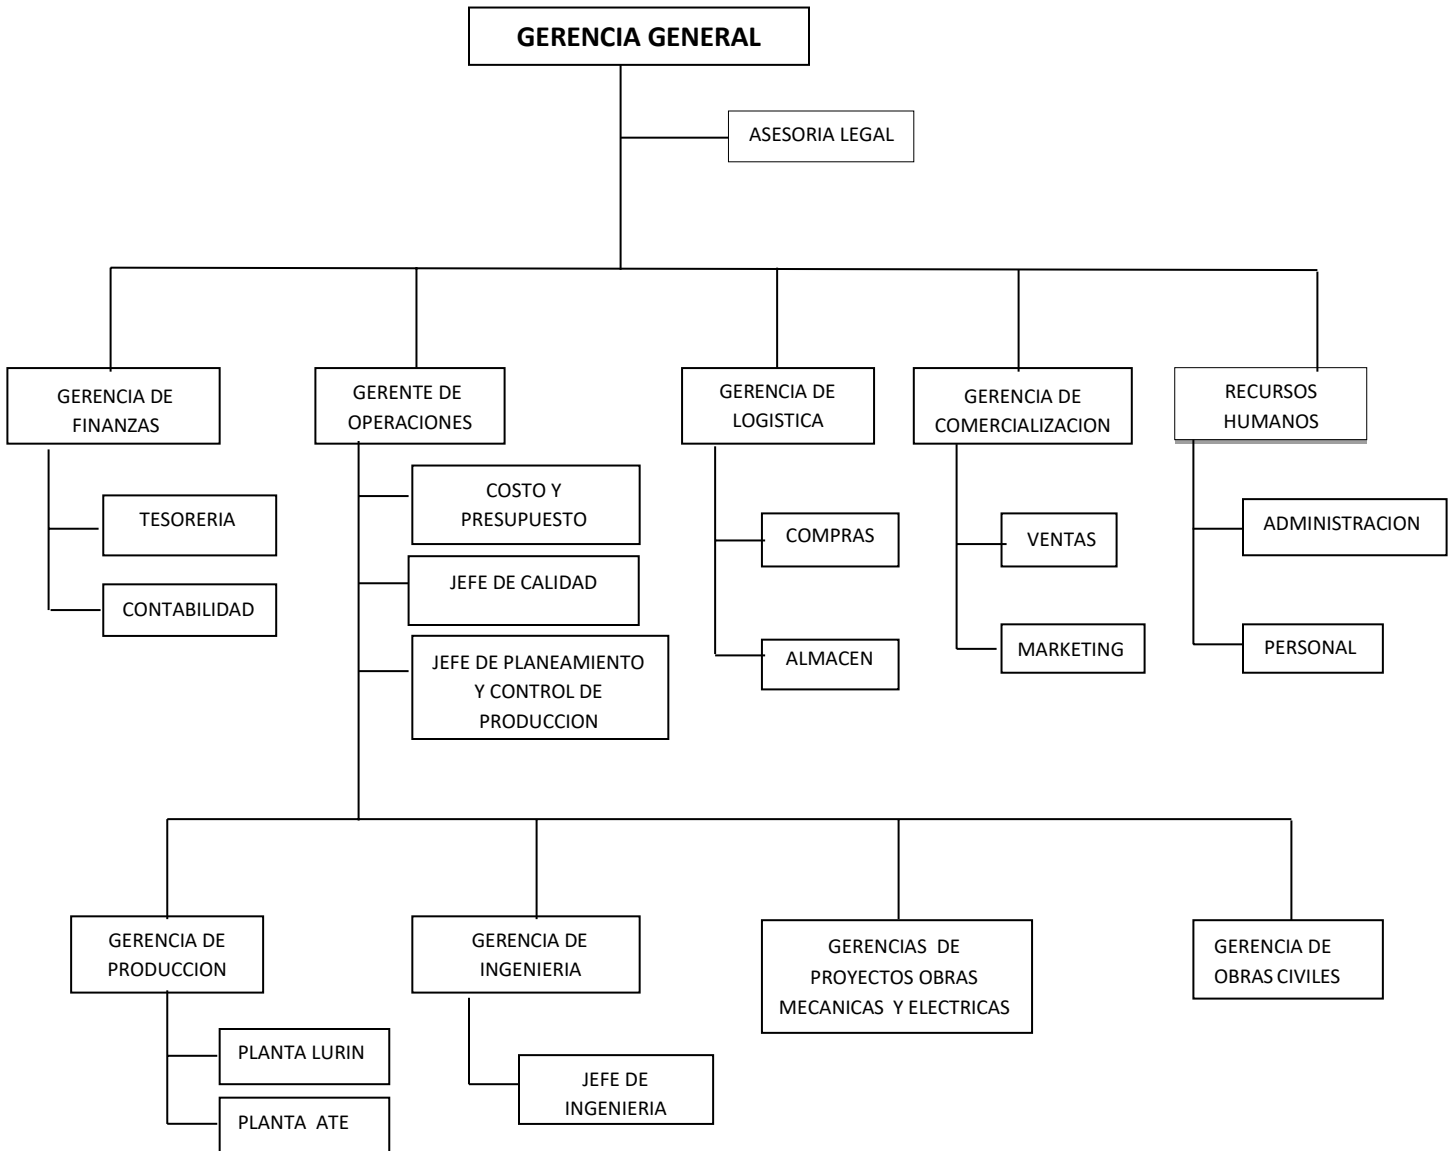 GERENCIA GENERAL
ASESORIA LEGAL
GERENCIA DE
FINANZAS
GERENTE DE
OPERACIONES
GERENCIA DE
LOGISTICA
GERENCIA DE
COMERCIALIZACION
RECURSOS
HUMANOS
TESORERIA
CONTABILIDAD
COSTO Y
PRESUPUESTO
JEFE DE CALIDAD
JEFE DE PLANEAMIENTO
Y CONTROL DE
PRODUCCION
COMPRAS
ALMACEN
VENTAS
MARKETING
ADMINISTRACION
PERSONAL
GERENCIA DE
PRODUCCION
GERENCIA DE
INGENIERIA
GERENCIAS DE
PROYECTOS OBRAS
MECANICAS Y ELECTRICAS
GERENCIA DE
OBRAS CIVILES
PLANTA LURIN
PLANTA ATE
JEFE DE
INGENIERIA